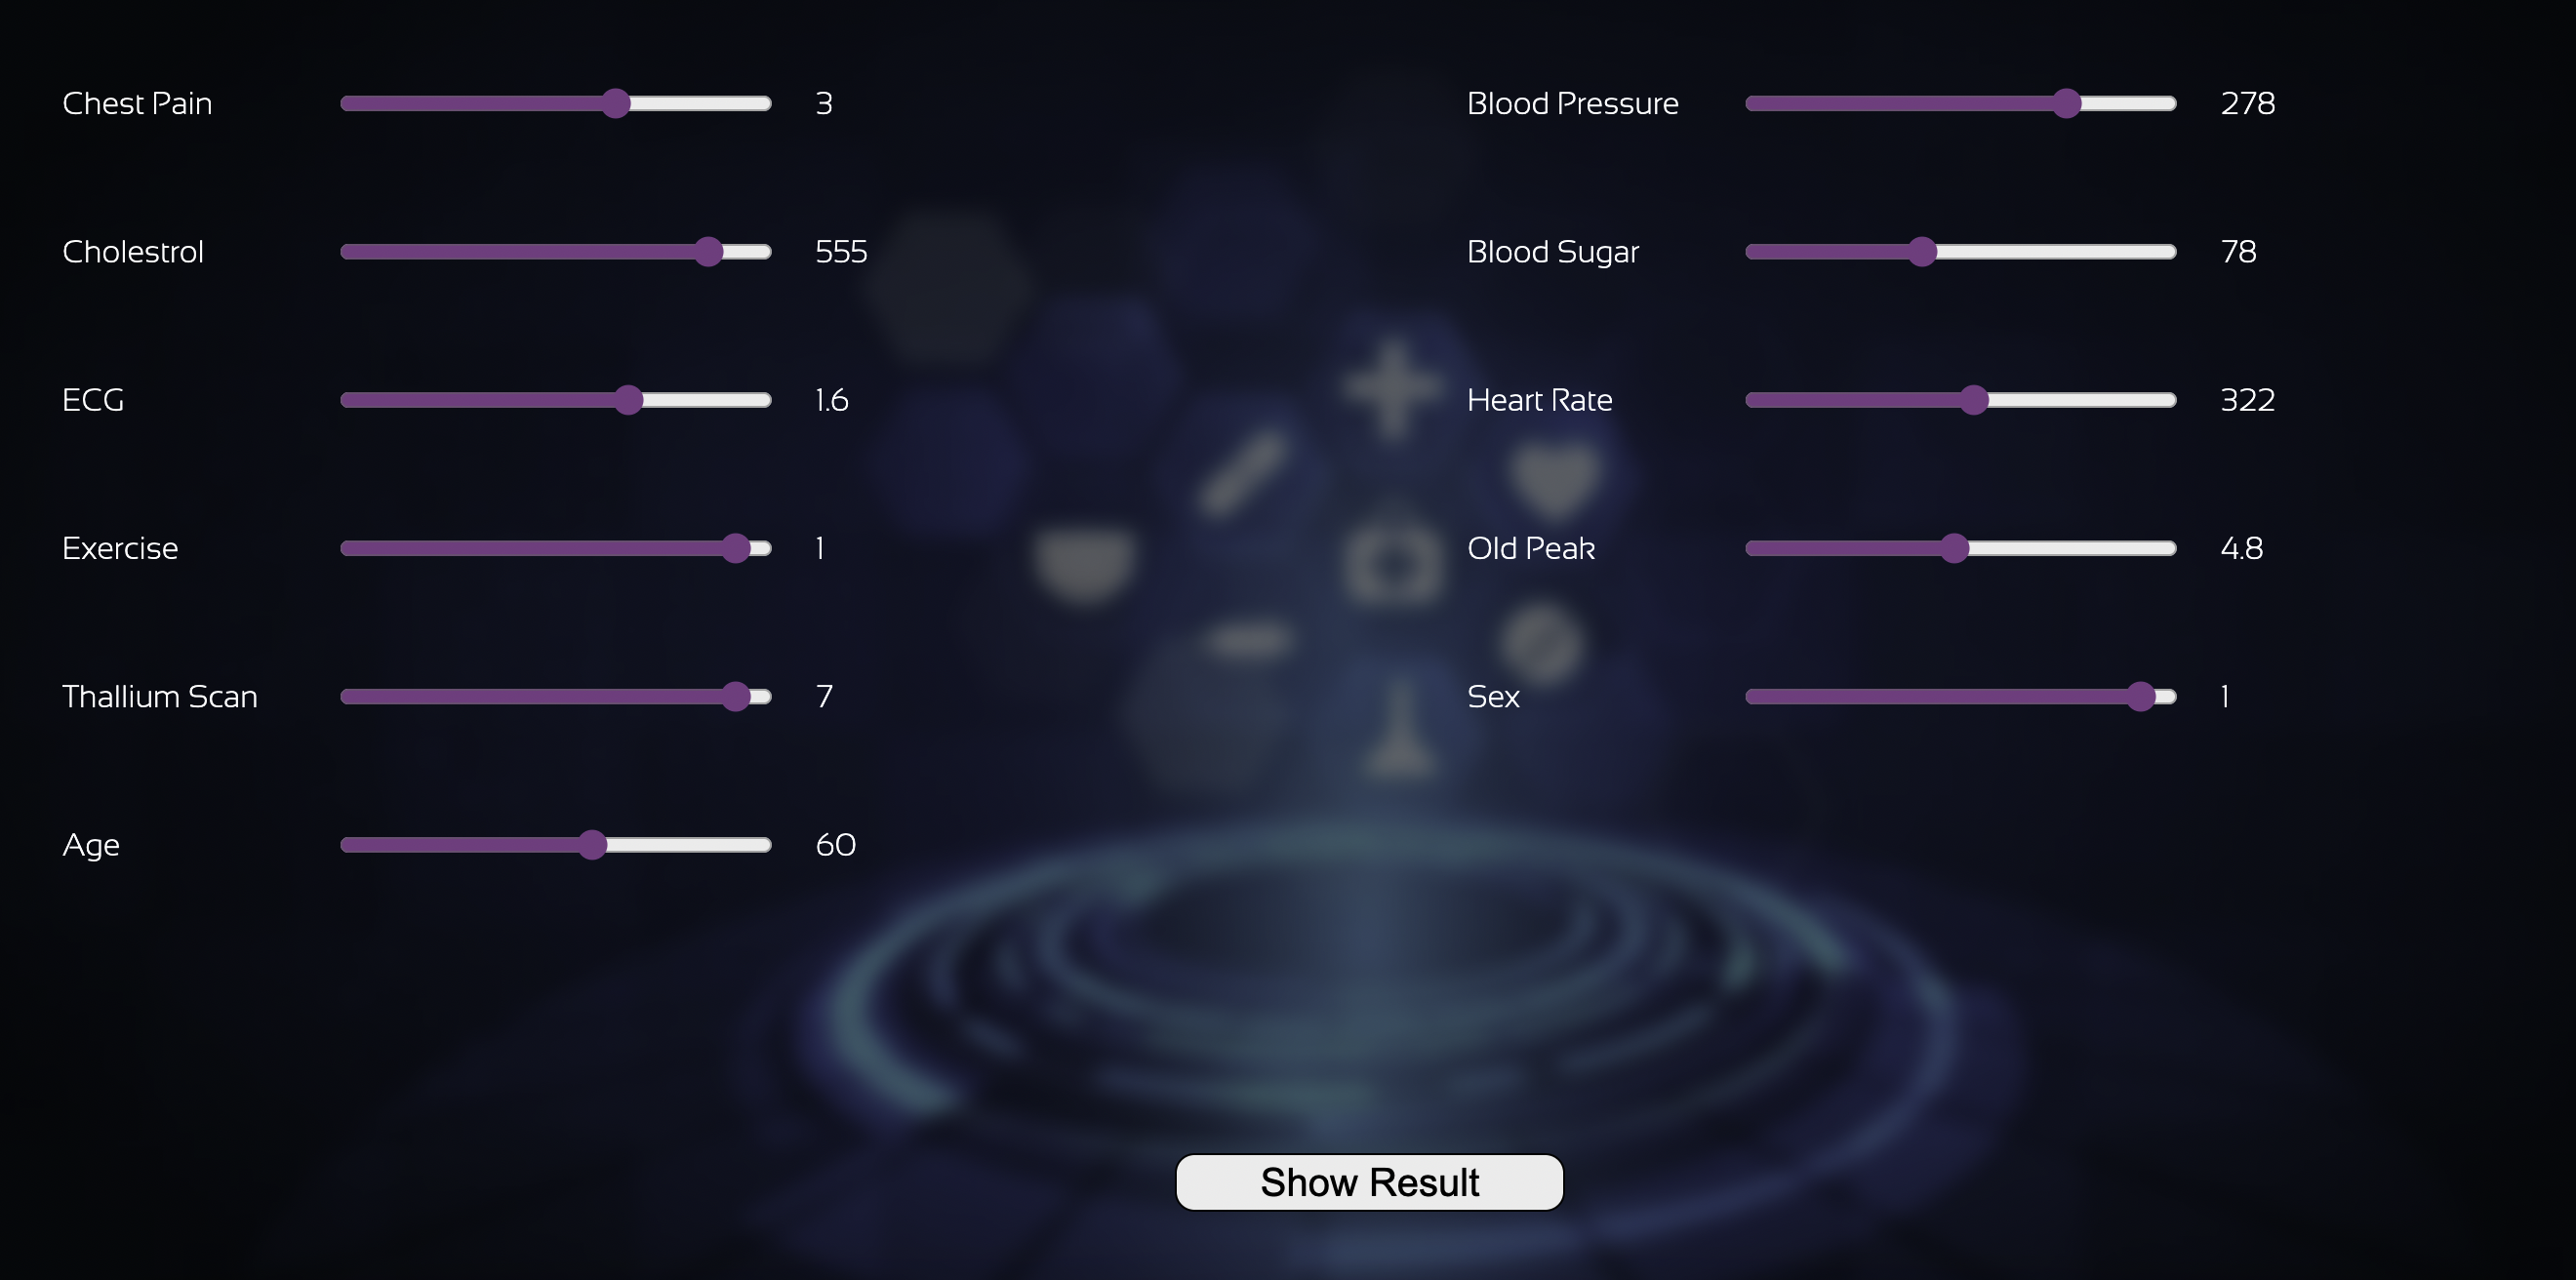 Chest Pain 3
Blood Pressure 278
Cholestrol 555
Blood Sugar 78
ECG 1.6
Heart Rate 322
Exercise 1
Old Peak 4.8
Thallium Scan 7
Sex 1
Age 60
Show Result